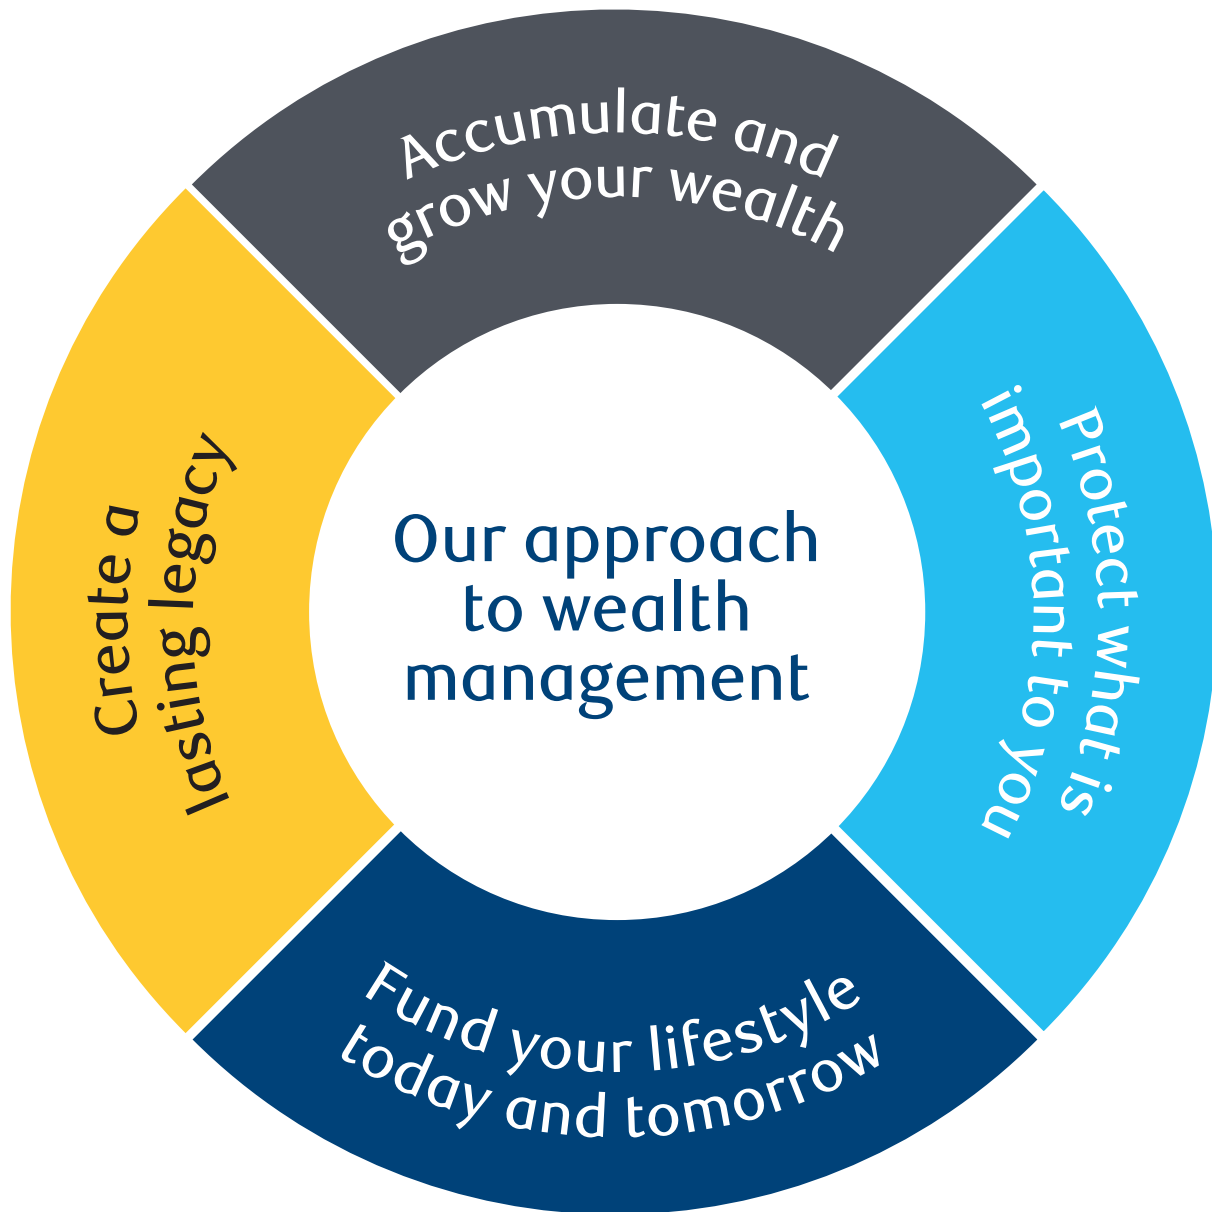 Accumulate and
grow your wealth
Protect what is
important to you
Our approach
to wealth
management
Create a
lasting legacy
Fund your lifestyle
today and tomorrow